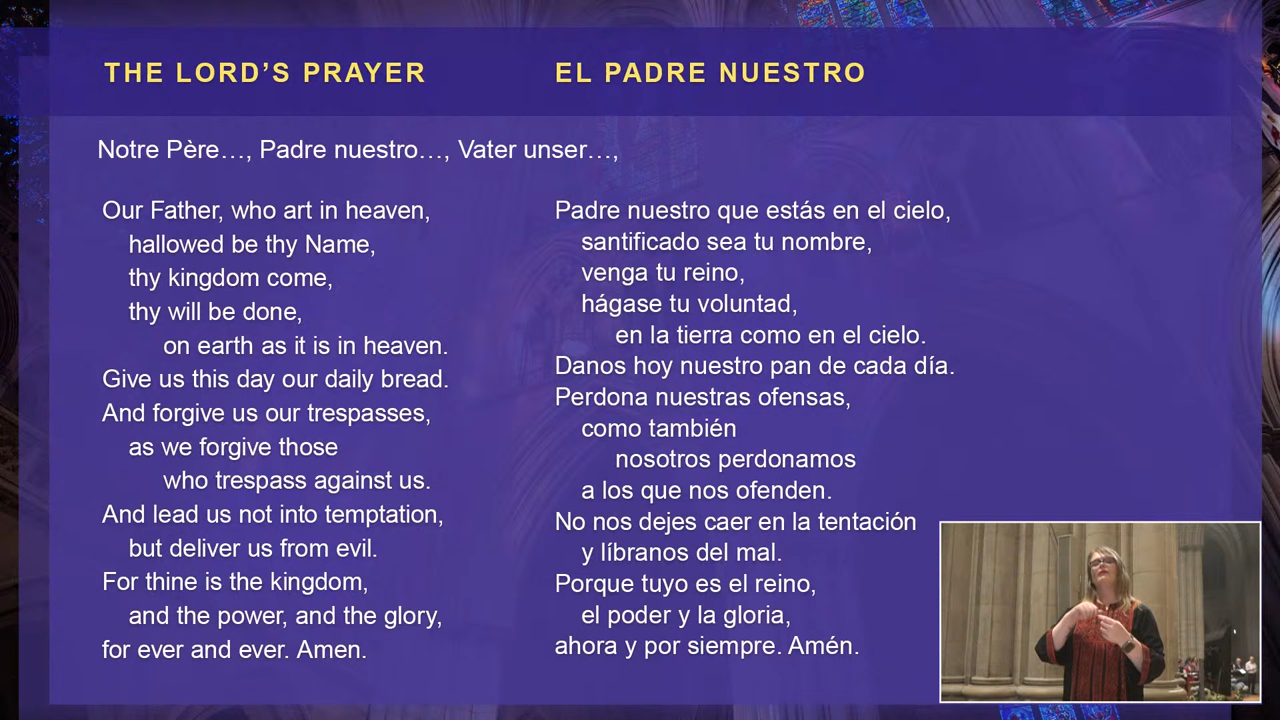 THE LORD’S PRAYER
EL PADRE NUESTRO
Notre Père…, Padre nuestro…, Vater unser…,
Our Father, who art in heaven,
hallowed be thy Name,
thy kingdom come,
thy will be done,
on earth as it is in heaven.
Give us this day our daily bread.
And forgive us our trespasses,
as we forgive those
who trespass against us.
And lead us not into temptation,
but deliver us from evil.
For thine is the kingdom,
and the power, and the glory,
for ever and ever. Amen.
Padre nuestro que estás en el cielo,
santificado sea tu nombre,
venga tu reino,
hágase tu voluntad,
en la tierra como en el cielo.
Danos hoy nuestro pan de cada día.
Perdona nuestras ofensas,
como también
nosotros perdonamos
a los que nos ofenden.
No nos dejes caer en la tentación
y líbranos del mal.
Porque tuyo es el reino,
el poder y la gloria,
ahora y por siempre. Amén.